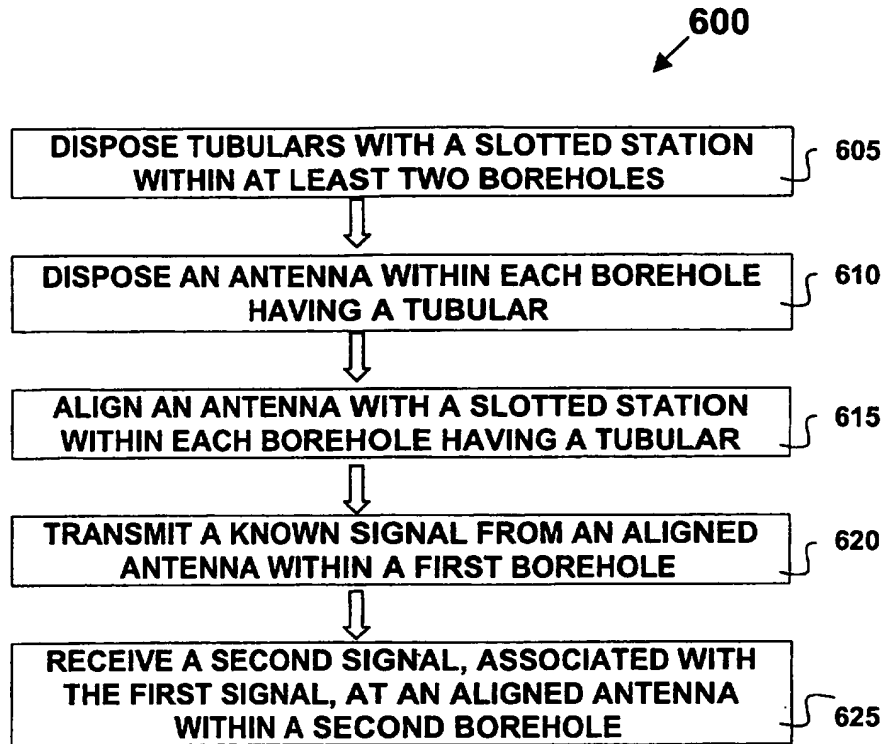 600
DISPOSE TUBULARS WITH A SLOTTED STATION
WITHIN AT LEAST TWO BOREHOLES
605
DISPOSE AN ANTENNA WITHIN EACH BOREHOLE
HAVING A TUBULAR
610
ALIGN AN ANTENNA WITH A SLOTTED STATION
WITHIN EACH BOREHOLE HAVING A TUBULAR
615
TRANSMIT A KNOWN SIGNAL FROM AN ALIGNED
ANTENNA WITHIN A FIRST BOREHOLE
620
RECEIVE A SECOND SIGNAL, ASSOCIATED WITH
THE FIRST SIGNAL, AT AN ALIGNED ANTENNA
WITHIN A SECOND BOREHOLE
625